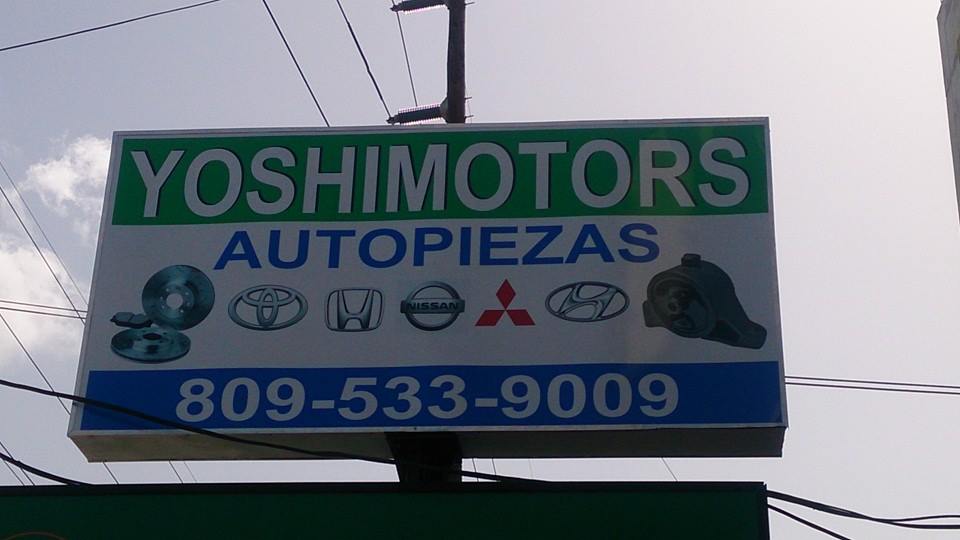 YOSHIMOTORS
AUTOPIEZAS
NISSAN
809-533-9009